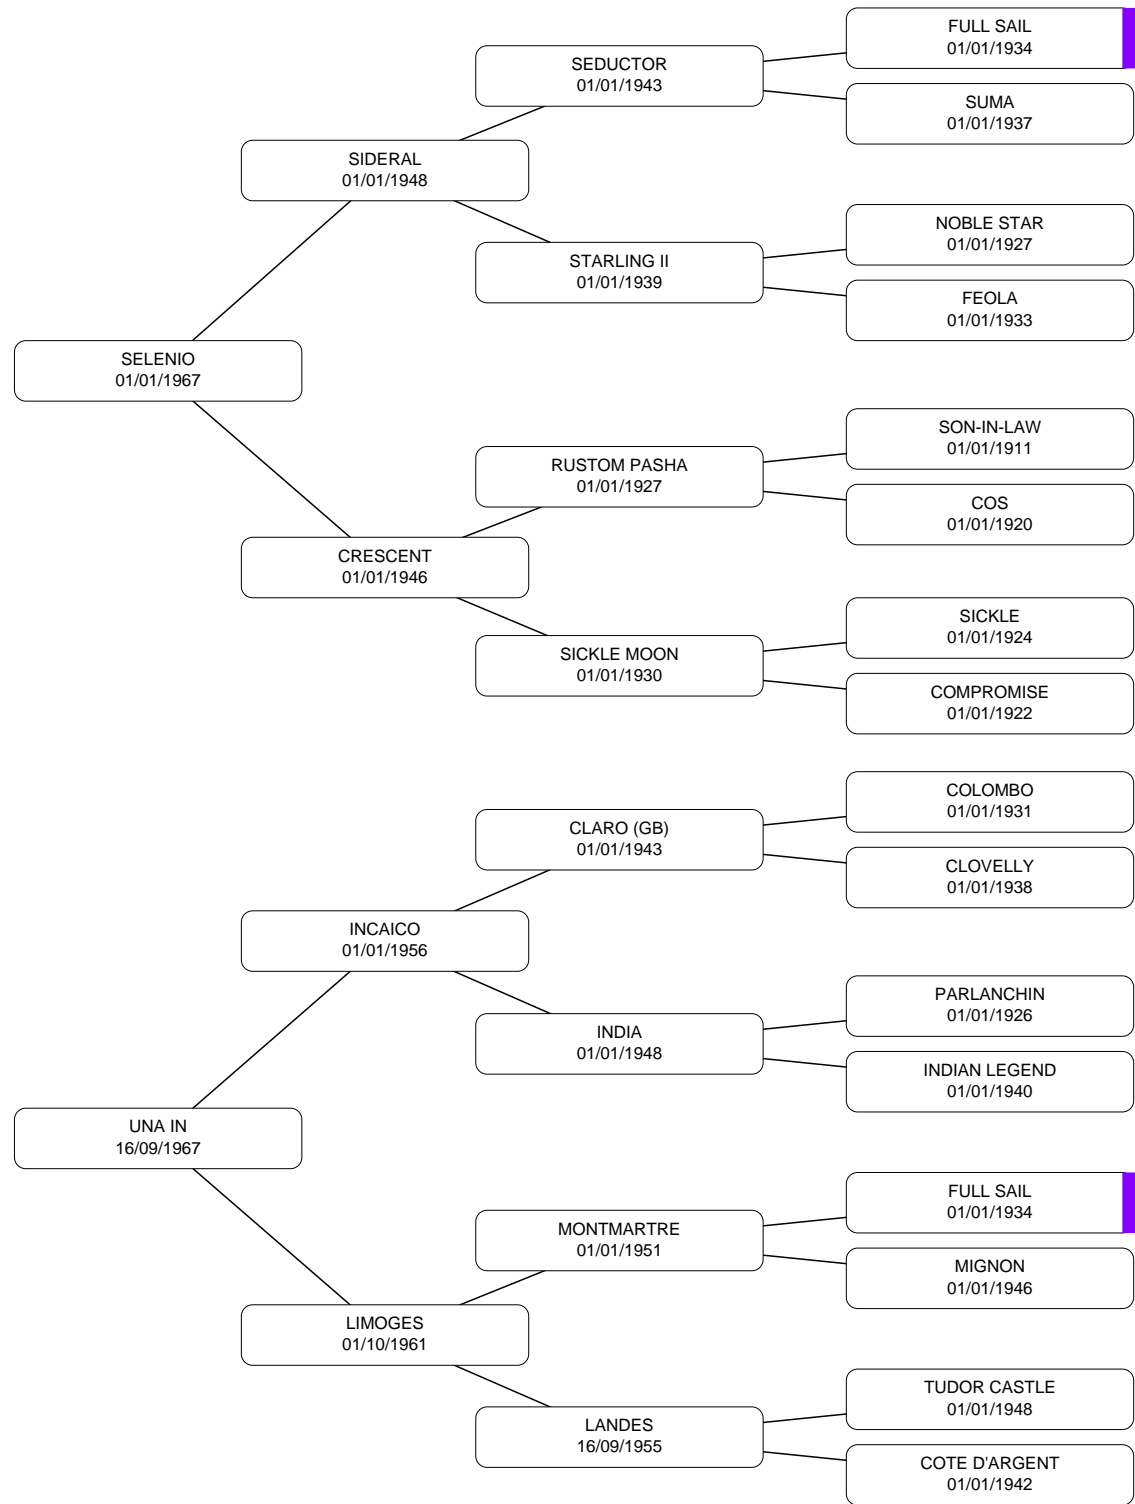 FULL SAIL
01/01/1934
SEDUCTOR
01/01/1943
SUMA
01/01/1937
SIDERAL
01/01/1948
NOBLE STAR
01/01/1927
STARLING II
01/01/1939
FEOLA
01/01/1933
SELENIO
01/01/1967
SON-IN-LAW
01/01/1911
RUSTOM PASHA
01/01/1927
COS
01/01/1920
CRESCENT
01/01/1946
SICKLE
01/01/1924
SICKLE MOON
01/01/1930
COMPROMISE
01/01/1922
COLOMBO
01/01/1931
CLARO (GB)
01/01/1943
CLOVELLY
01/01/1938
INCAICO
01/01/1956
PARLANCHIN
01/01/1926
INDIA
01/01/1948
INDIAN LEGEND
01/01/1940
UNA IN
16/09/1967
FULL SAIL
01/01/1934
MONTMARTRE
01/01/1951
MIGNON
01/01/1946
LIMOGES
01/10/1961
TUDOR CASTLE
01/01/1948
LANDES
16/09/1955
COTE D'ARGENT
01/01/1942